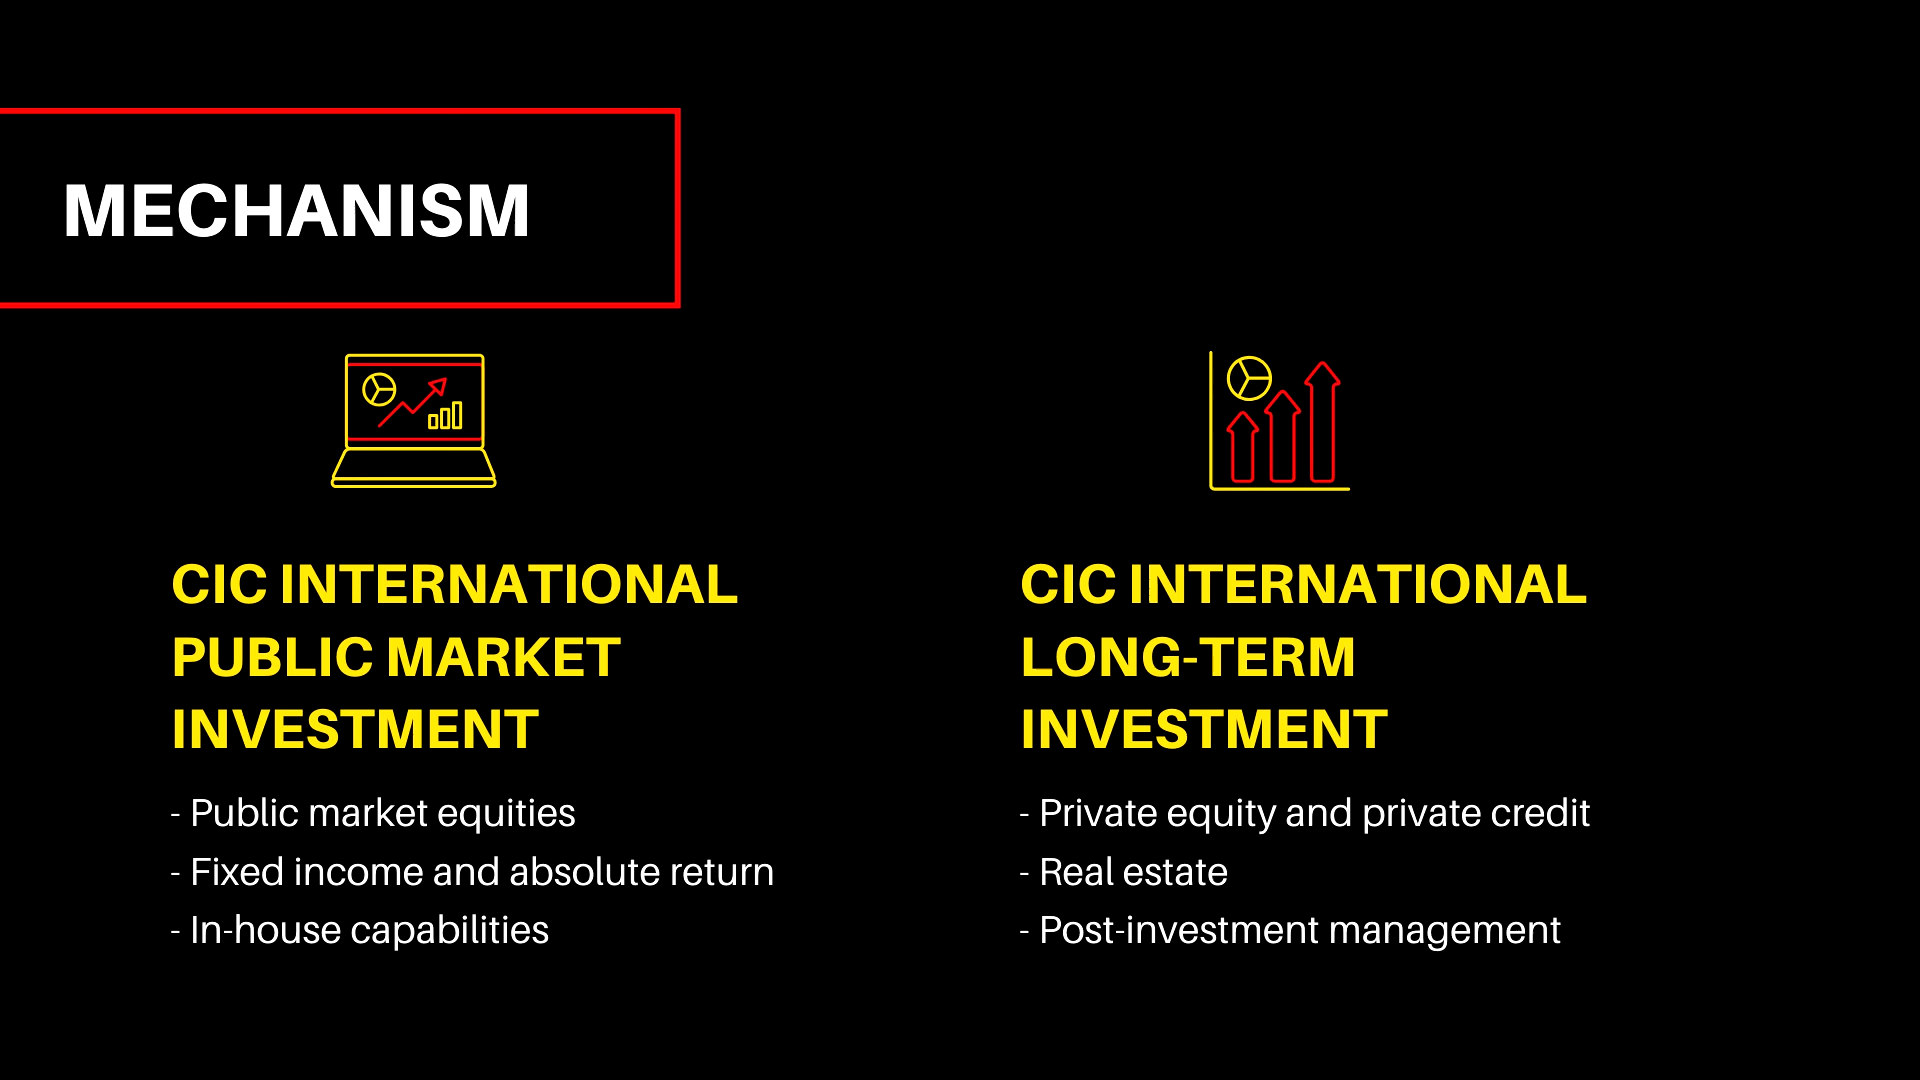 MECHANISM
CIC INTERNATIONAL
PUBLIC MARKET
INVESTMENT
- Public market equities
- Fixed income and absolute return
- In-house capabilities
CIC INTERNATIONAL
LONG-TERM
INVESTMENT
- Private equity and private credit
- Real estate
- Post-investment management